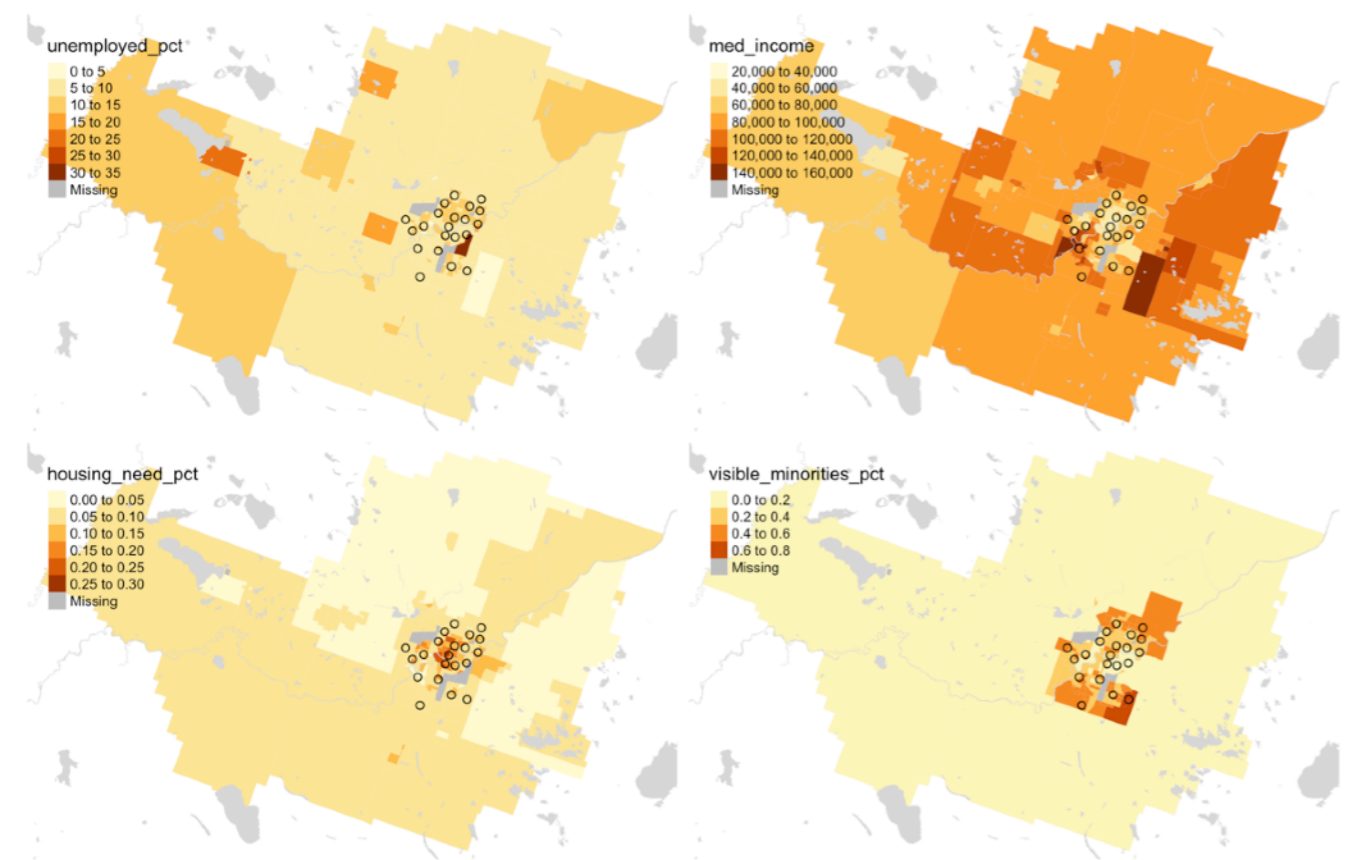 unemployed_pct
0 to 5
5 to 10
10 to 15
15 to 20
20 to 25
25 to 30
30 to 35
Missing
med_income
20,000 to 40,000
40,000 to 60,000
60,000 to 80,000
80,000 to 100,000
100,000 to 120,000
120,000 to 140,000
140,000 to 160,000
Missing
housing_need_pct
0.00 to 0.05
0.05 to 0.10
0.10 to 0.15
0.15 to 0.20
0.20 to 0.25
0.25 to 0.30
Missing
visible_minorities_pct
0.0 to 0.2
0.2 to 0.4
0.4 to 0.6
0.6 to 0.8
Missing